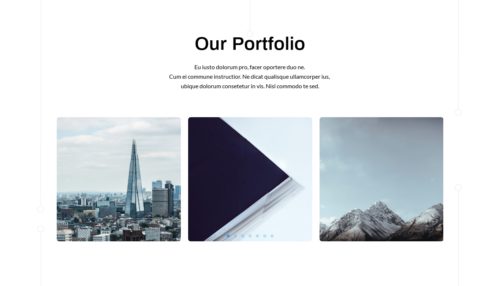 Our Portfolio
Eu iusto dolorum pro, facer oportere duo ne.
Cum ei commune instructior. Ne dicat qualisque ullamcorper ius,
ubique dolorum consetetur in vis. Nisl commodo te sed.